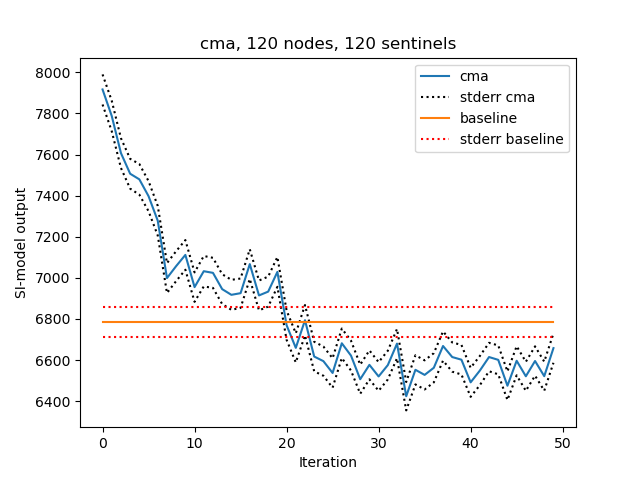 cma, 120 nodes, 120 sentinels
8000
7800
7600
7400
7200
7000
6800
6600
6400
SI-model output
cma
stderr cma
baseline
stderr baseline
0 10 20 30 40 50
Iteration